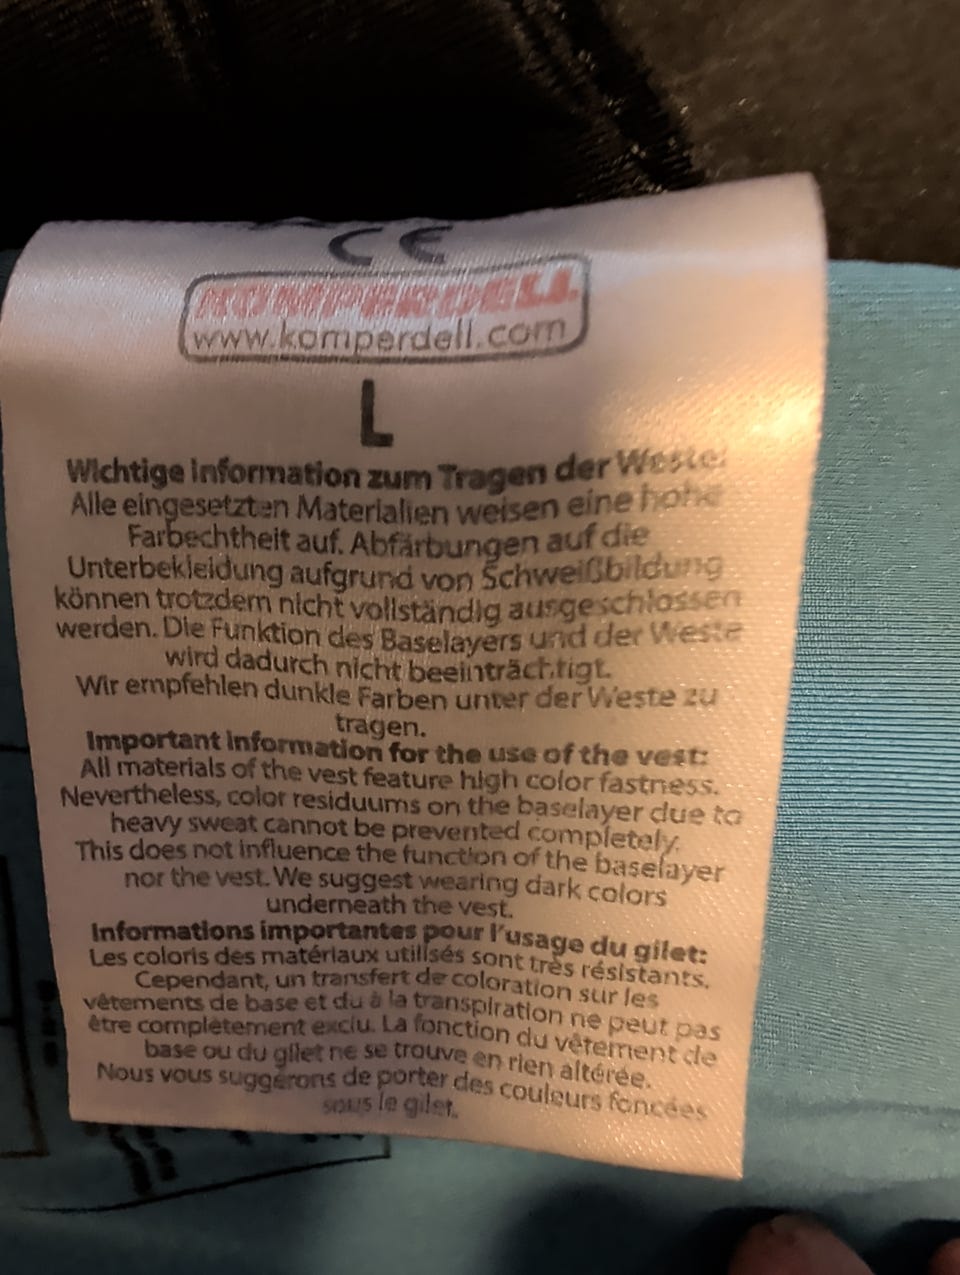 CE
KOMPERDELL
www.komperdell.com
L
Wichtige Information zum Tragen der Weste:
Alle eingesetzten Materialien weisen eine hohe
Farbechtheit auf. Abfärbungen auf die
Unterbekleidung aufgrund von Schweißbildung
können trotzdem nicht vollständig ausgeschlossen
werden. Die Funktion des Baselayers und der Weste
wird dadurch nicht beeinträchtigt.
Wir empfehlen dunkle Farben unter der Weste zu
tragen.
Important information for the use of the vest:
All materials of the vest feature high color fastness.
Nevertheless, color residuums on the baselayer due to
heavy sweat cannot be prevented completely.
This does not influence the function of the baselayer
nor the vest. We suggest wearing dark colors
underneath the vest.
Informations importantes pour l'usage du gilet:
Les coloris des matériaux utilisés sont très résistants.
Cependant, un transfert de coloration sur les
vêtements de base et du à la transpiration ne peut pas
être complètement exclu. La fonction du vêtement de
base ou du gilet ne se trouve en rien altérée.
Nous vous suggérons de porter des couleurs foncées
sous le gilet.